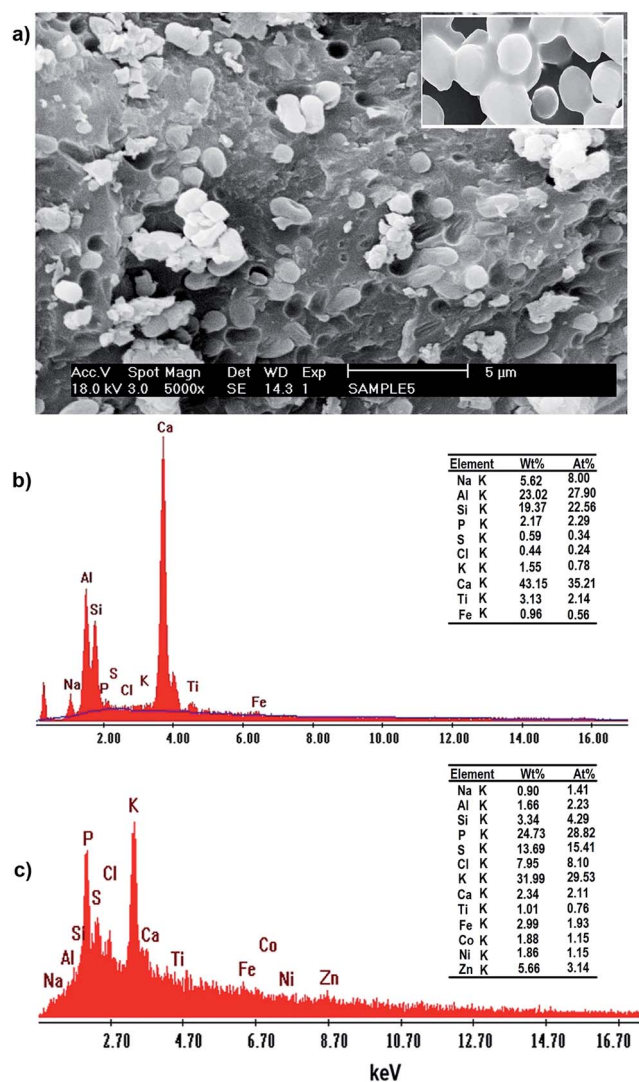 a)
Acc.V Spot Magn Det WD Exp 5 µm
18.0 kV 3.0 5000x SE 14.3 1 SAMPLE5
b)
Ca
Al
Si
Na
P
S
Cl
K
Ti
Fe
Element Wt% At%
Na K 5.62 8.00
Al K 23.02 27.90
Si K 19.37 22.56
P K 2.17 2.29
S K 0.59 0.34
Cl K 0.44 0.24
K K 1.55 0.78
Ca K 43.15 35.21
Ti K 3.13 2.14
Fe K 0.96 0.56
2.00 4.00 6.00 8.00 10.00 12.00 14.00 16.00
c)
K
P
Cl
S
Si
Al
Na
Ca
Ti
Fe
Co
Ni
Zn
Element Wt% At%
Na K 0.90 1.41
Al K 1.66 2.23
Si K 3.34 4.29
P K 24.73 28.82
S K 13.69 15.41
Cl K 7.95 8.10
K K 31.99 29.53
Ca K 2.34 2.11
Ti K 1.01 0.76
Fe K 2.99 1.93
Co K 1.88 1.15
Ni K 1.86 1.15
Zn K 5.66 3.14
2.70 4.70 6.70 8.70 10.70 12.70 14.70 16.70
keV